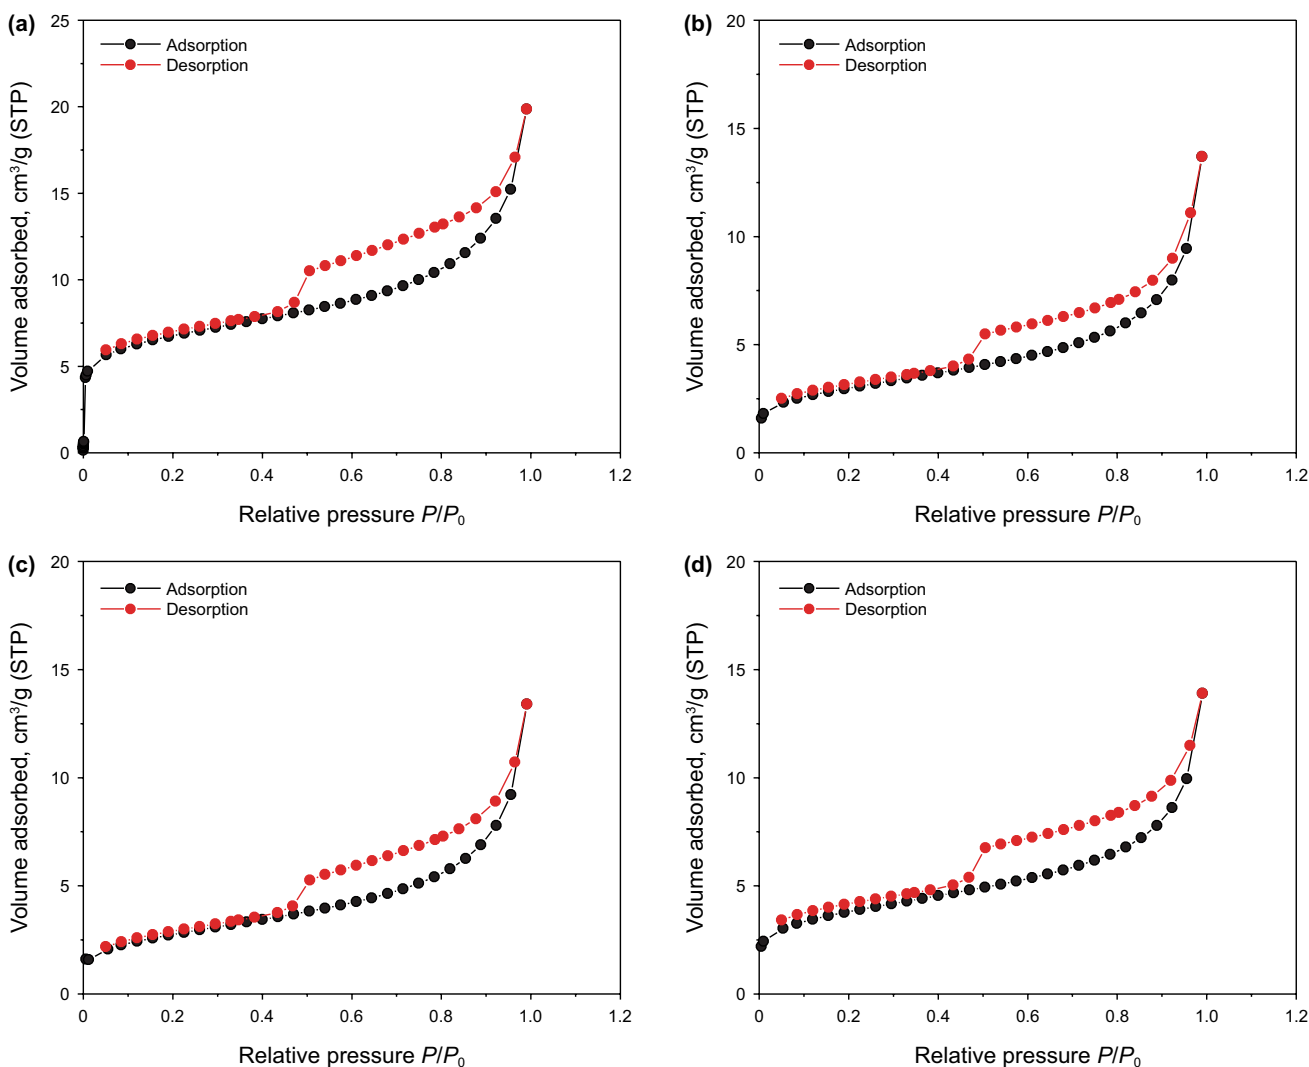 (a)
Adsorption
Desorption
Volume adsorbed, cm³/g (STP)
25
20
15
10
5
0
0 0.2 0.4 0.6 0.8 1.0 1.2
Relative pressure P/P₀
(b)
Adsorption
Desorption
Volume adsorbed, cm³/g (STP)
20
15
10
5
0
0 0.2 0.4 0.6 0.8 1.0 1.2
Relative pressure P/P₀
(c)
Adsorption
Desorption
Volume adsorbed, cm³/g (STP)
20
15
10
5
0
0 0.2 0.4 0.6 0.8 1.0 1.2
Relative pressure P/P₀
(d)
Adsorption
Desorption
Volume adsorbed, cm³/g (STP)
20
15
10
5
0
0 0.2 0.4 0.6 0.8 1.0 1.2
Relative pressure P/P₀